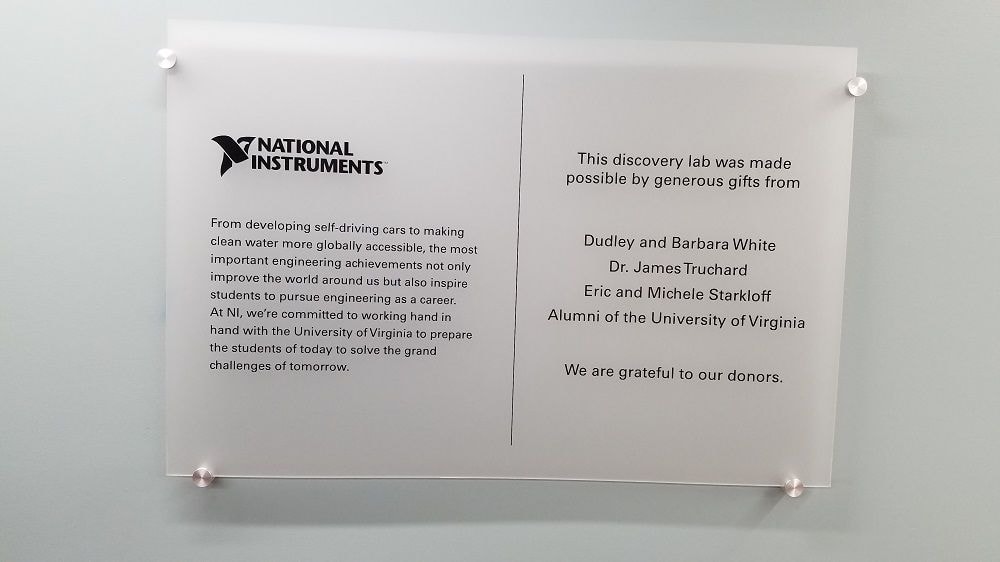 NATIONAL
INSTRUMENTS™
From developing self-driving cars to making
clean water more globally accessible, the most
important engineering achievements not only
improve the world around us but also inspire
students to pursue engineering as a career.
At NI, we're committed to working hand in
hand with the University of Virginia to prepare
the students of today to solve the grand
challenges of tomorrow.
This discovery lab was made
possible by generous gifts from
Dudley and Barbara White
Dr. James Truchard
Eric and Michele Starkloff
Alumni of the University of Virginia
We are grateful to our donors.